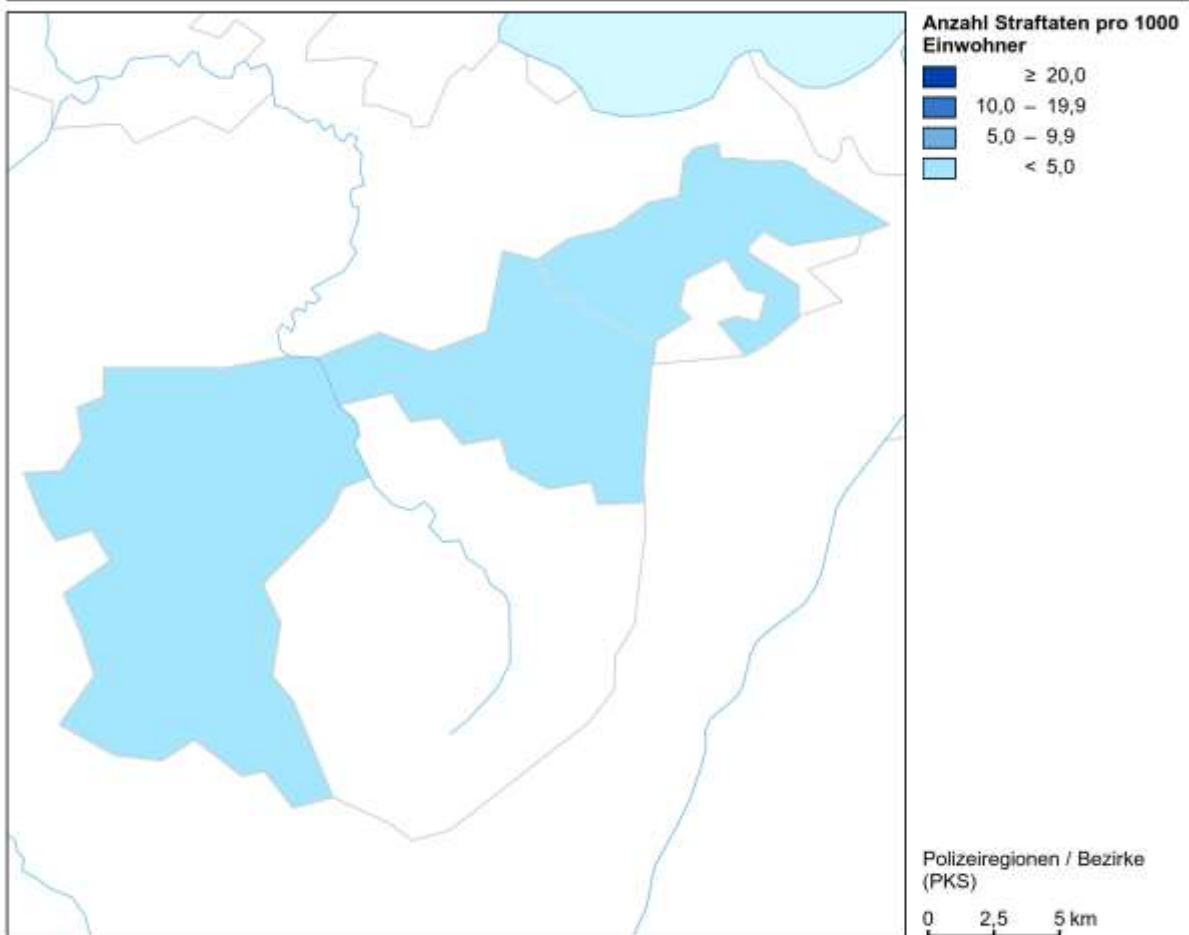 Anzahl Straftaten pro 1000
Einwohner
≥ 20,0
10,0 – 19,9
5,0 – 9,9
< 5,0
Polizeiregionen / Bezirke
(PKS)
0 2,5 5 km